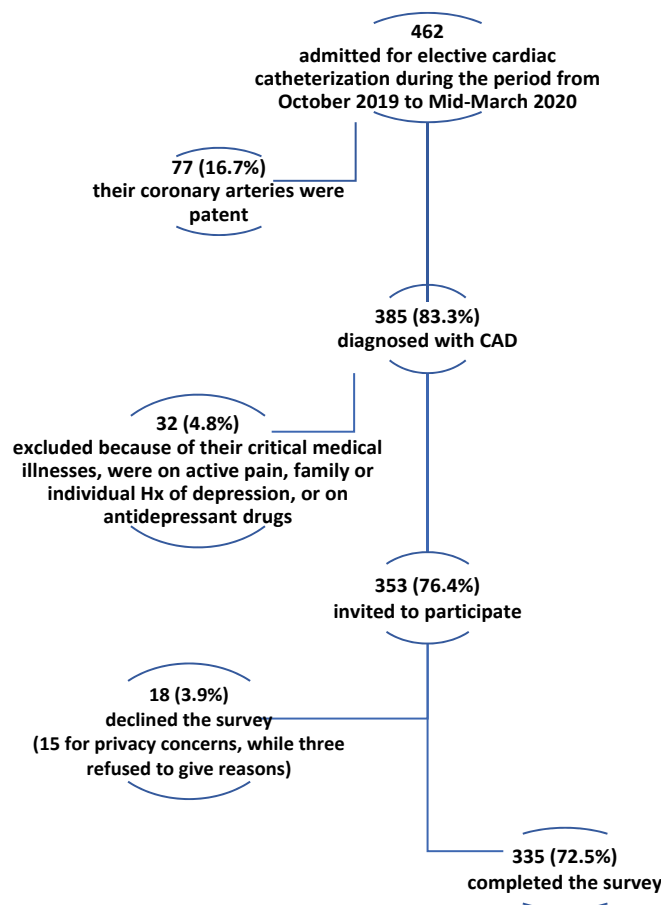 462
admitted for elective cardiac
catheterization during the period from
October 2019 to Mid-March 2020
77 (16.7%)
their coronary arteries were
patent
385 (83.3%)
diagnosed with CAD
32 (4.8%)
excluded because of their critical medical
illnesses, were on active pain, family or
individual Hx of depression, or on
antidepressant drugs
353 (76.4%)
invited to participate
18 (3.9%)
declined the survey
(15 for privacy concerns, while three
refused to give reasons)
335 (72.5%)
completed the survey